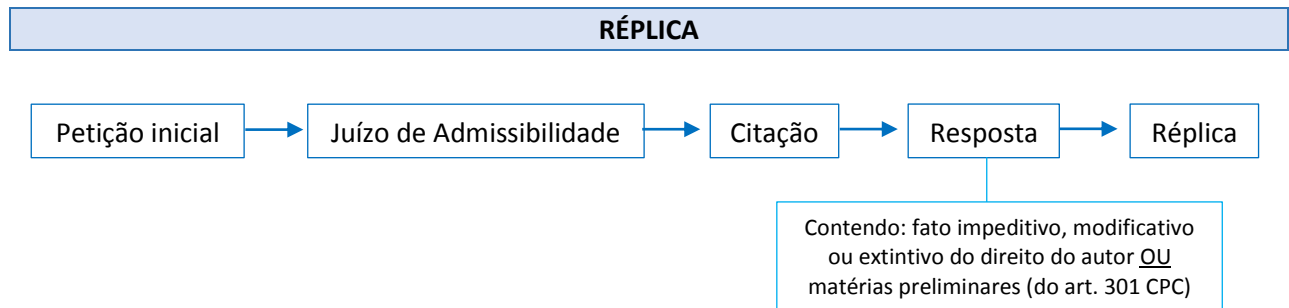 RÉPLICA
Petição inicial
Juízo de Admissibilidade
Citação
Resposta
Réplica
Contendo: fato impeditivo, modificativo
ou extintivo do direito do autor OU
matérias preliminares (do art. 301 CPC)